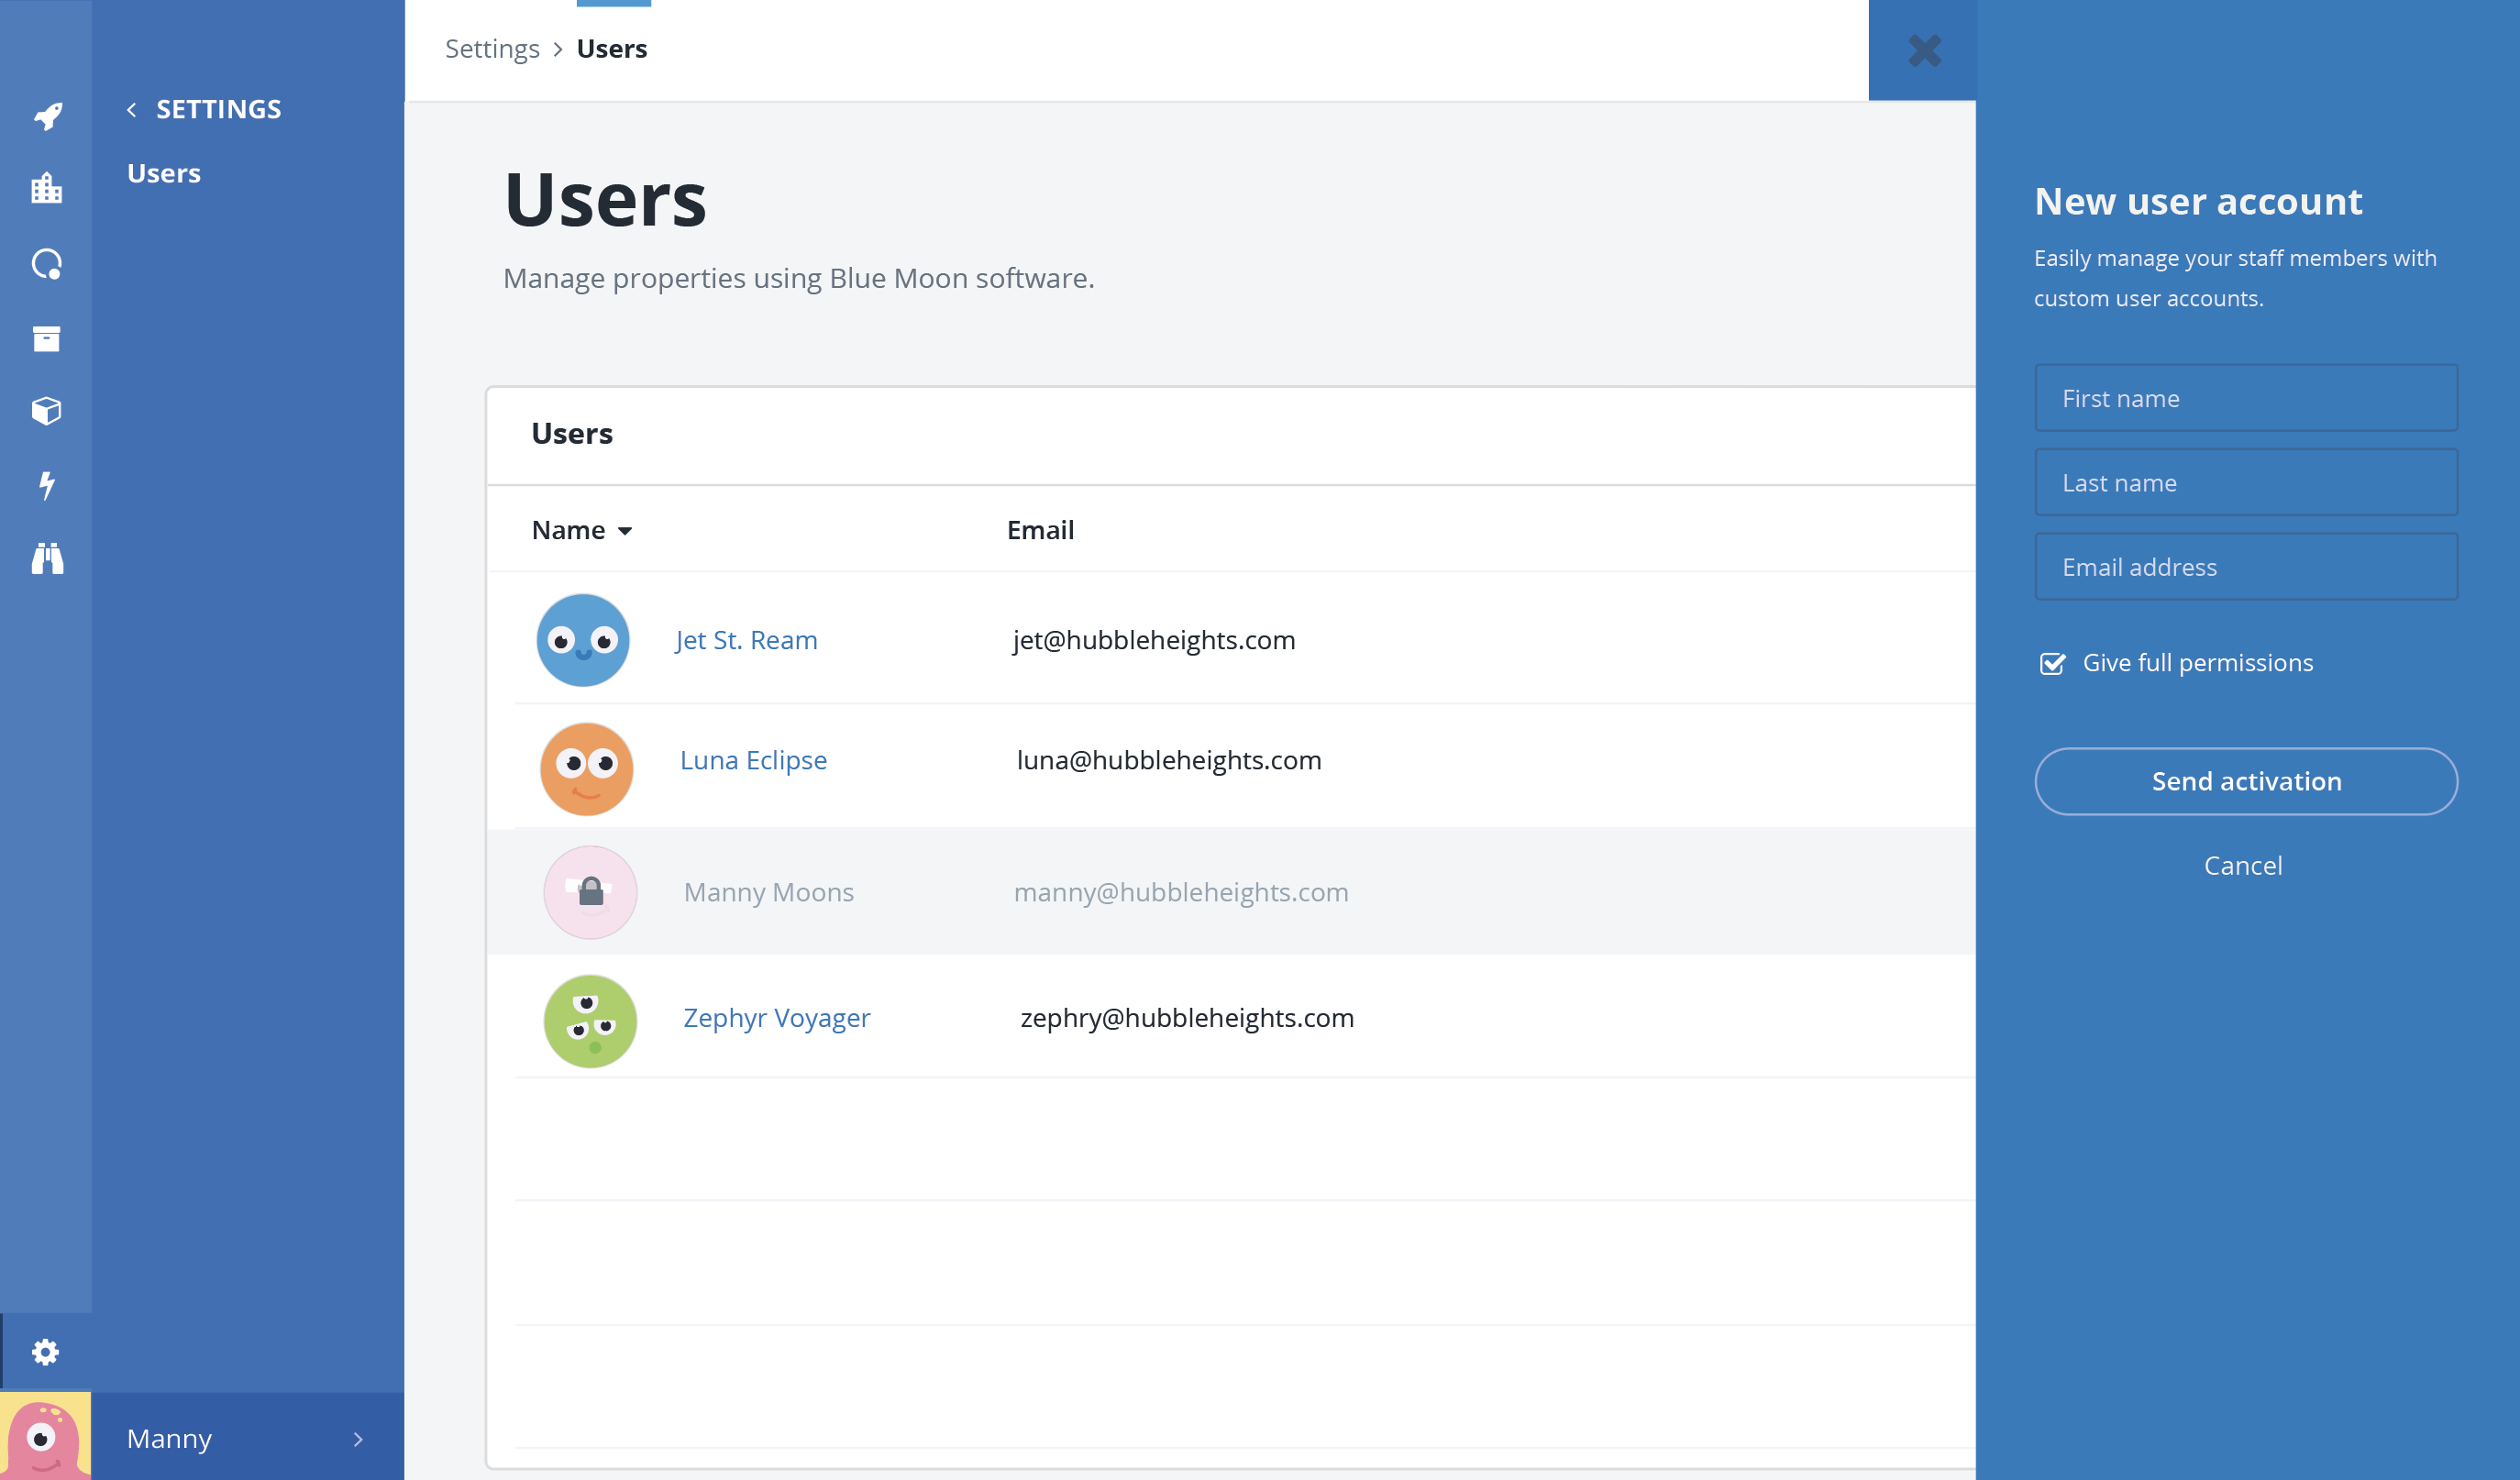 SETTINGS
Users
Manny
Settings > Users
Users
Manage properties using Blue Moon software.
Users
Name Email
Jet St. Ream jet@hubbleheights.com
Luna Eclipse luna@hubbleheights.com
Manny Moons manny@hubbleheights.com
Zephyr Voyager zephry@hubbleheights.com
New user account
Easily manage your staff members with
custom user accounts.
First name
Last name
Email address
Give full permissions
Send activation
Cancel